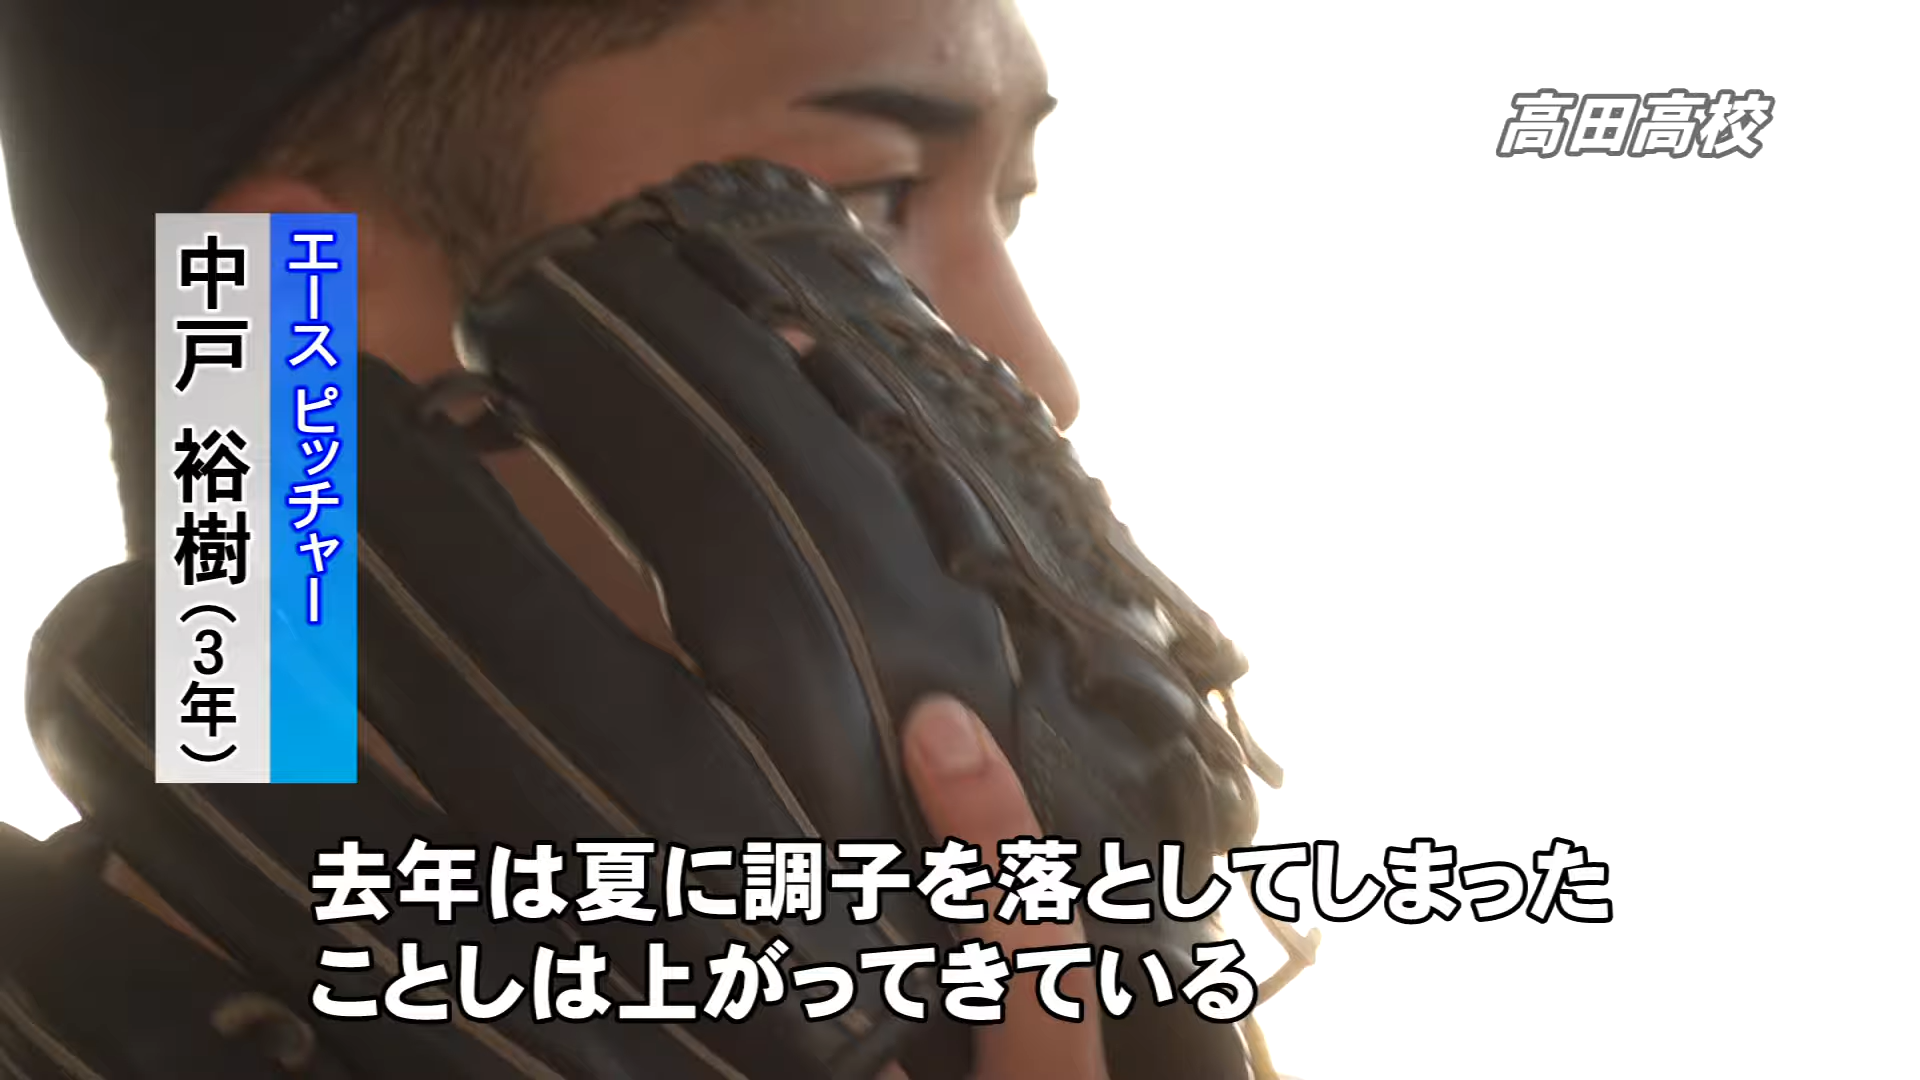 高田高校
エース ピッチャー
中戸 裕樹(3年)
去年は夏に調子を落としてしまった
ことしは上がってきている